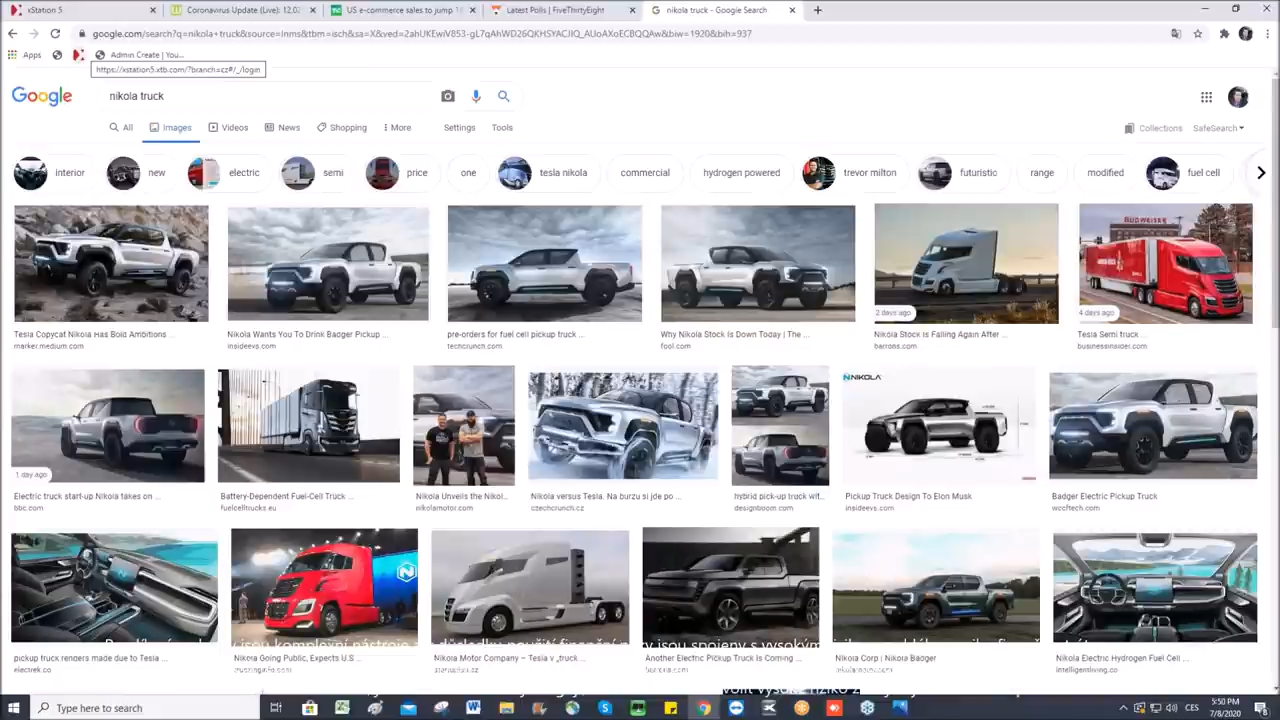 xStation 5
Coronavirus Update (Live): 12,02
US e-commerce sales to jump 18
Latest Polls | FiveThirtyEight
nikola truck - Google Search
google.com/search?q=nikola+truck&source=lnms&tbm=isch&sa=X&ved=2ahUKEwiV853-gL7qAhWD26QKHSYACJIQ_AUoAXoECBQQAw&biw=1920&bih=937
Apps
Admin Create | You...
https://xstation5.xtb.com/?branch=cz#/_/login
Google
nikola truck
All
Images
Videos
News
Shopping
More
Settings
Tools
Collections
SafeSearch
interior
new
electric
semi
price
one
tesla nikola
commercial
hydrogen powered
trevor milton
futuristic
range
modified
fuel cell
BUDWEISER
2 days ago
4 days ago
Tesla Copycat Nikola Has Bold Ambitions
marker.medium.com
Nikola Wants You To Drink Badger Pickup ...
insideevs.com
pre-orders for fuel cell pickup truck ...
techcrunch.com
Why Nikola Stock Is Down Today | The ...
fool.com
Nikola Stock Is Falling Again After ...
barrons.com
Tesla Semi truck
businessinsider.com
NIKOLA
1 day ago
Electric truck start-up Nikola takes on ...
bbc.com
Battery-Dependent Fuel-Cell Truck ...
fuelcelltrucks.eu
Nikola Unveils the Nikol...
nikolamotor.com
Nikola versus Tesla. Na burzu si jde po ...
czechcrunch.cz
hybrid pick-up truck wit...
designboom.com
Pickup Truck Design To Elon Musk
insideevs.com
Badger Electric Pickup Truck
wccftech.com
jsou komplexní nástroje
jsou spojeny s vysokým
pickup truck renders made due to Tesla ...
electrek.co
Nikola Going Public, Expects U.S ...
Nikola Motor Company – Tesla v „truck ...
Another Electric Pickup Truck Is Coming ...
Nikola Corp | Nikola Badger
Nikola Electric Hydrogen Fuel Cell ...
intelligentliving.co
Type here to search
CES
5:50 PM
7/8/2020